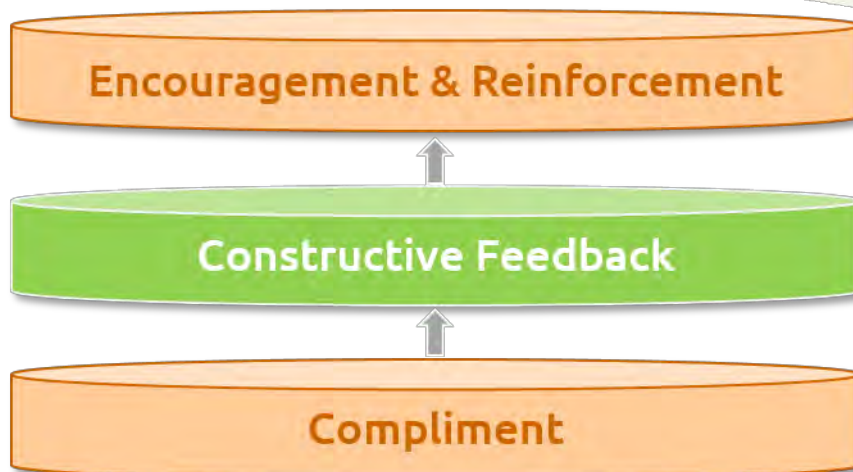 Encouragement & Reinforcement
Constructive Feedback
Compliment